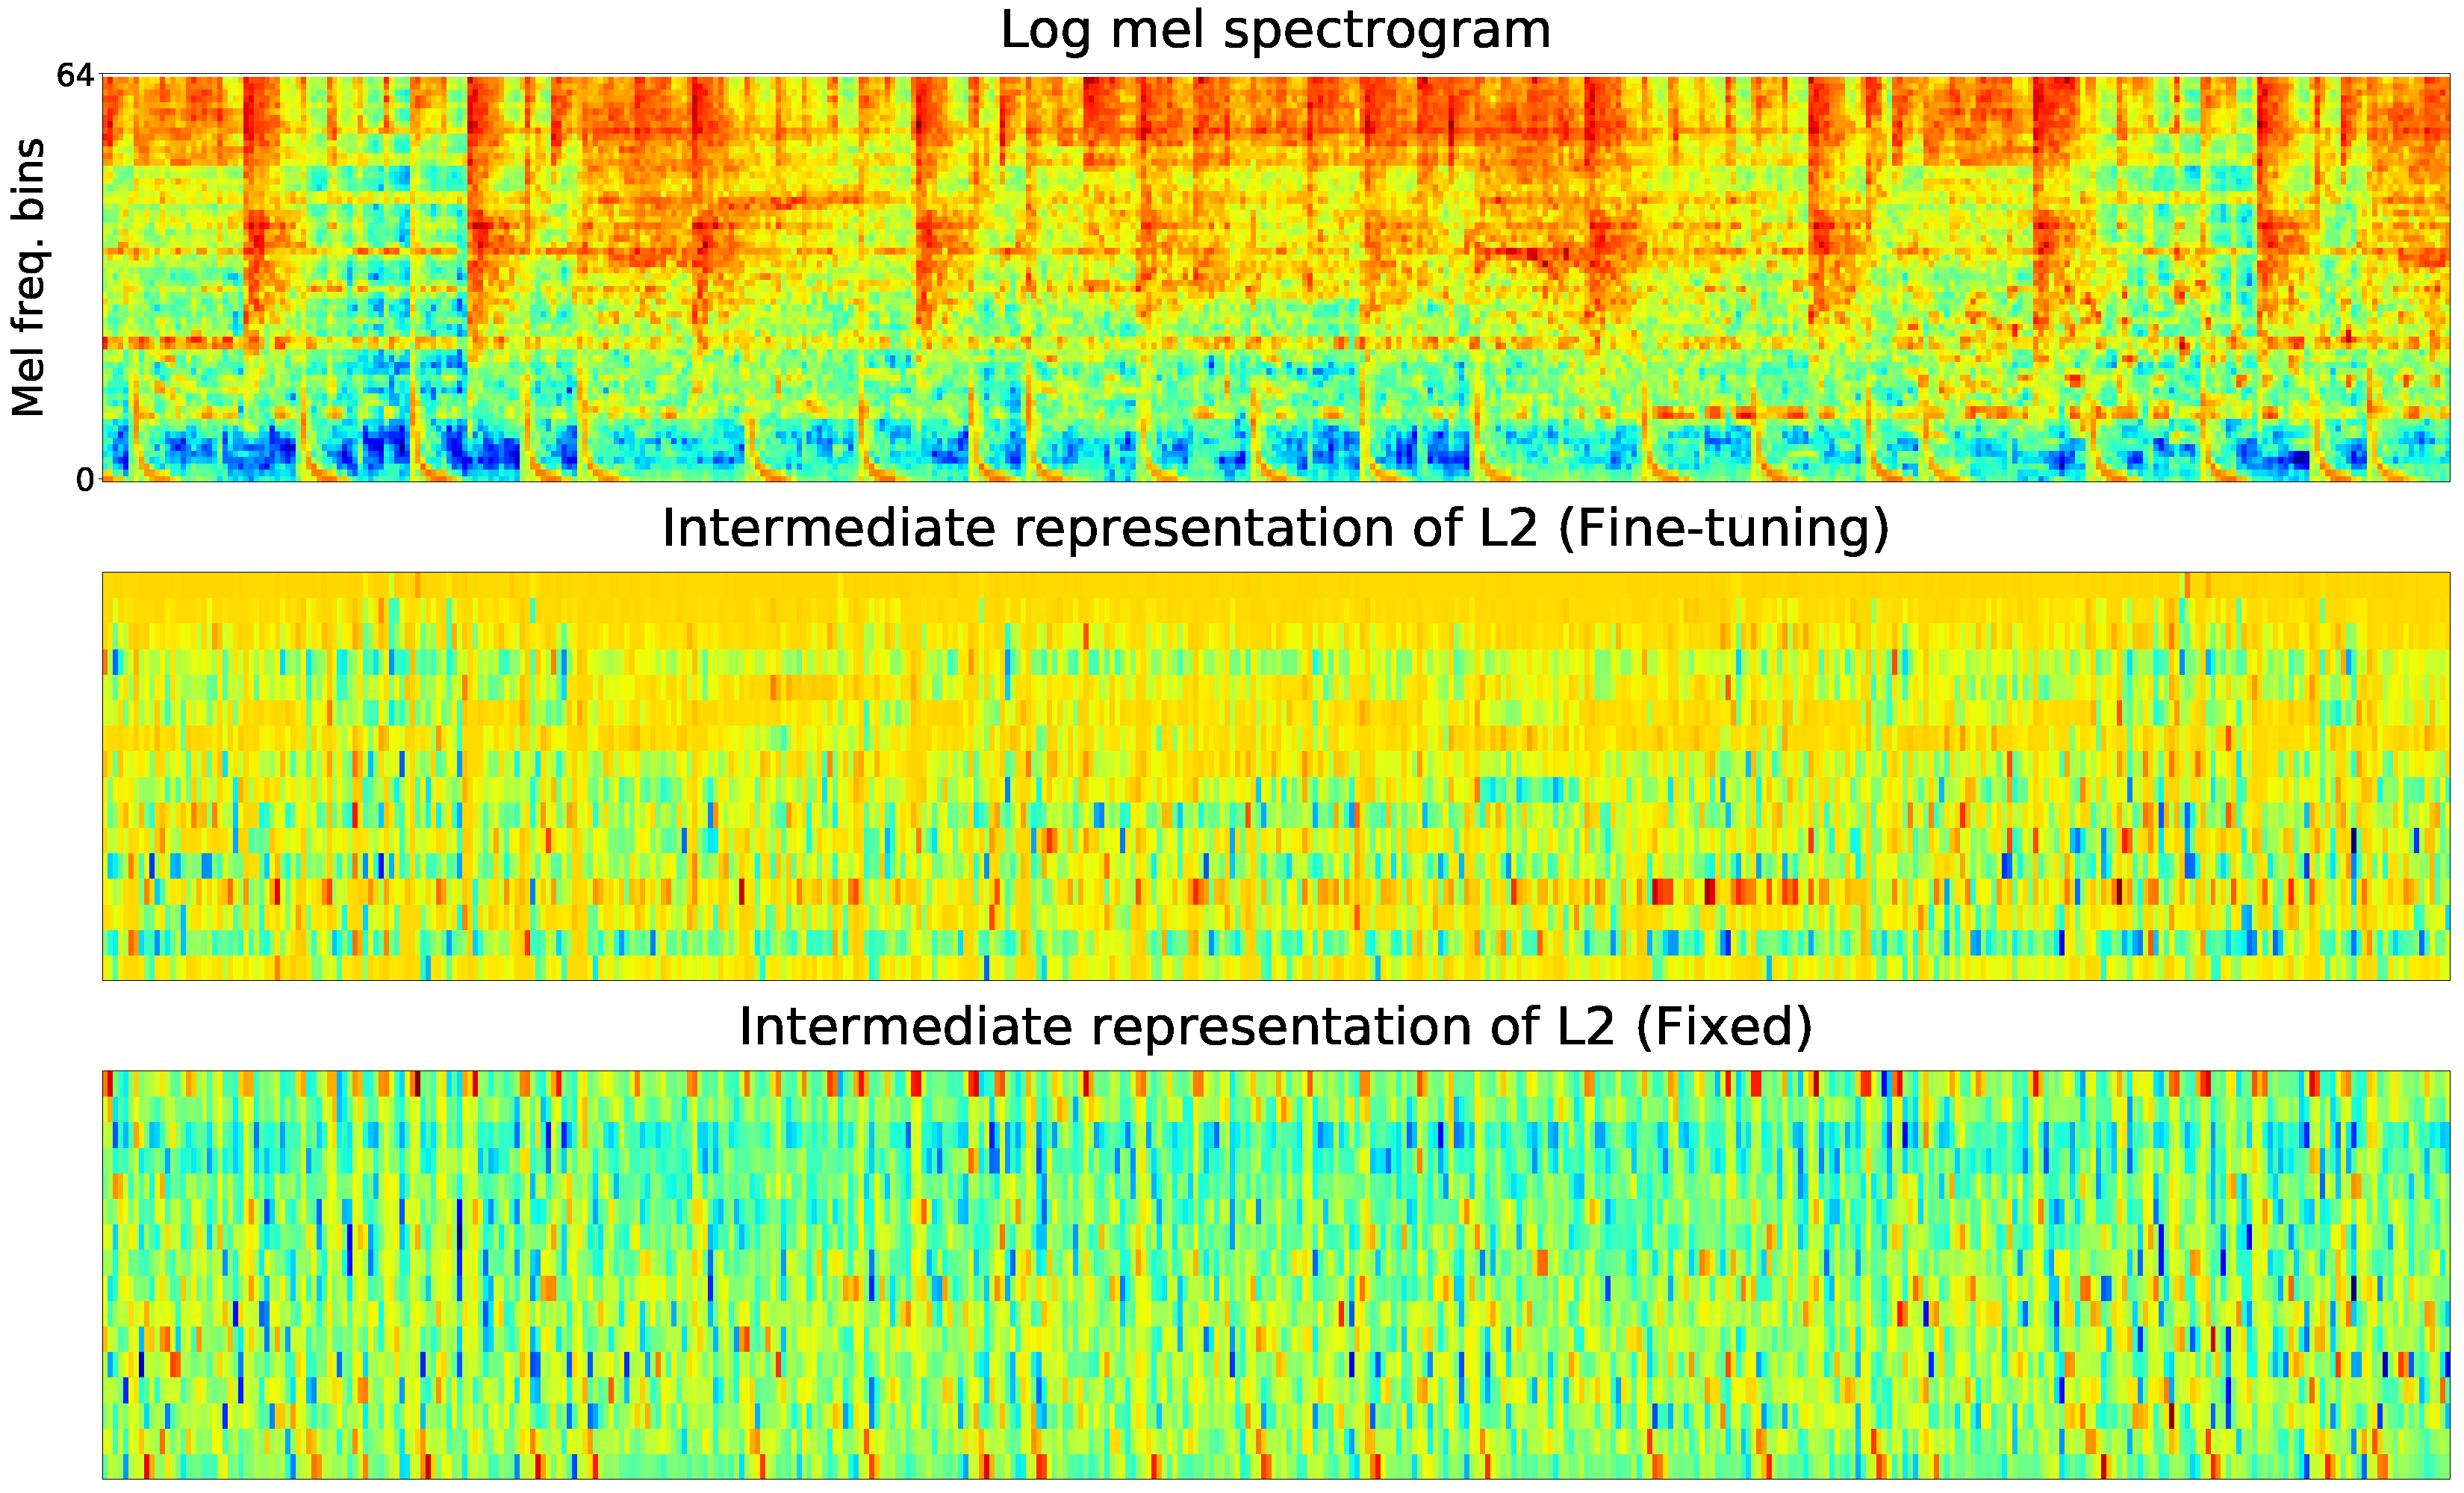 Log mel spectrogram
64
Mel freq. bins
0
Intermediate representation of L2 (Fine-tuning)
Intermediate representation of L2 (Fixed)